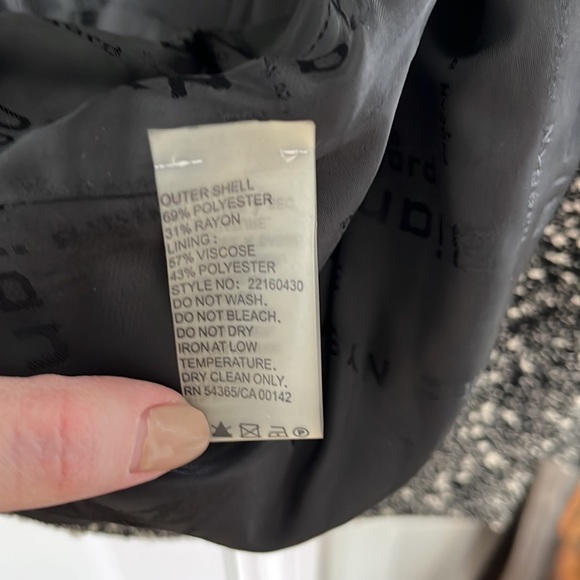 OUTER SHELL
69% POLYESTER
31% RAYON
LINING :
57% VISCOSE
43% POLYESTER
STYLE NO: 22160430
DO NOT WASH.
DO NOT BLEACH.
DO NOT DRY
IRON AT LOW
TEMPERATURE.
DRY CLEAN ONLY.
RN 54365/CA 00142